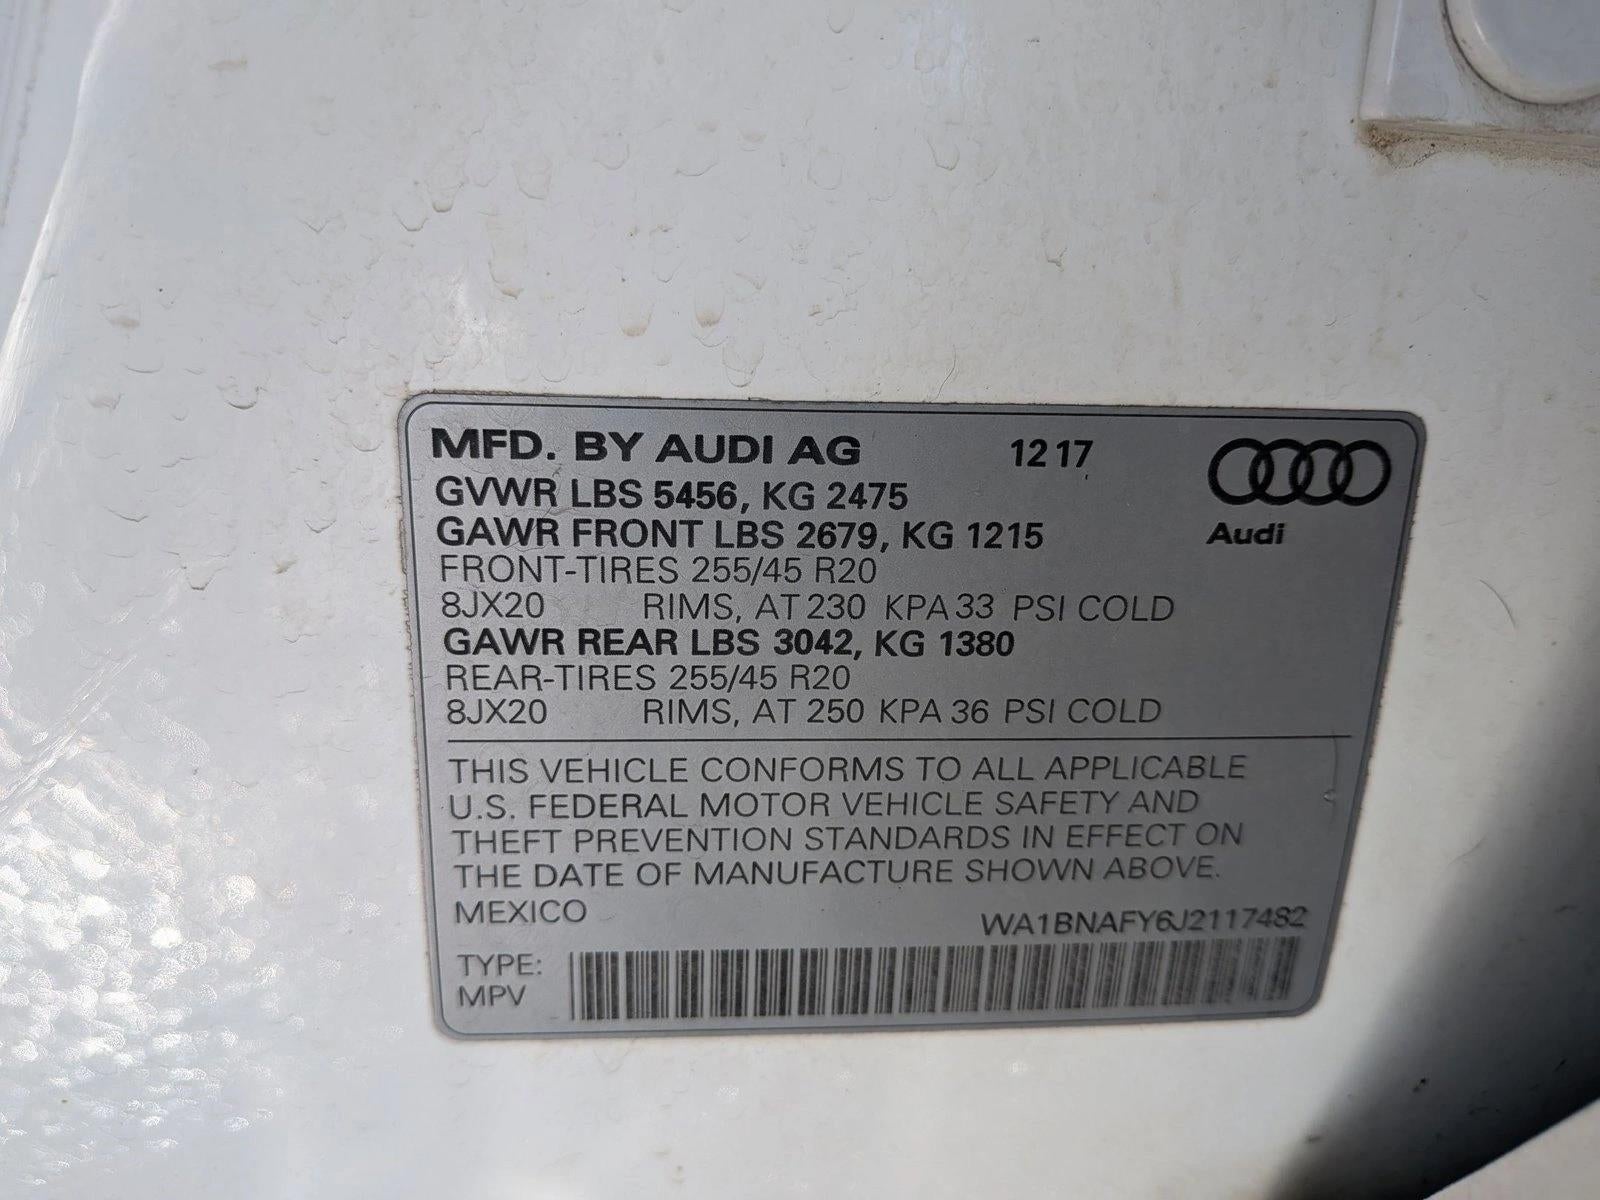 MFD. BY AUDI AG 12 17
GVWR LBS 5456, KG 2475
GAWR FRONT LBS 2679, KG 1215
Audi
FRONT-TIRES 255/45 R20
8JX20 RIMS, AT 230 KPA 33 PSI COLD
GAWR REAR LBS 3042, KG 1380
REAR-TIRES 255/45 R20
8JX20 RIMS, AT 250 KPA 36 PSI COLD
THIS VEHICLE CONFORMS TO ALL APPLICABLE
U.S. FEDERAL MOTOR VEHICLE SAFETY AND
THEFT PREVENTION STANDARDS IN EFFECT ON
THE DATE OF MANUFACTURE SHOWN ABOVE.
MEXICO WA1BNAFY6J2117482
TYPE:
MPV